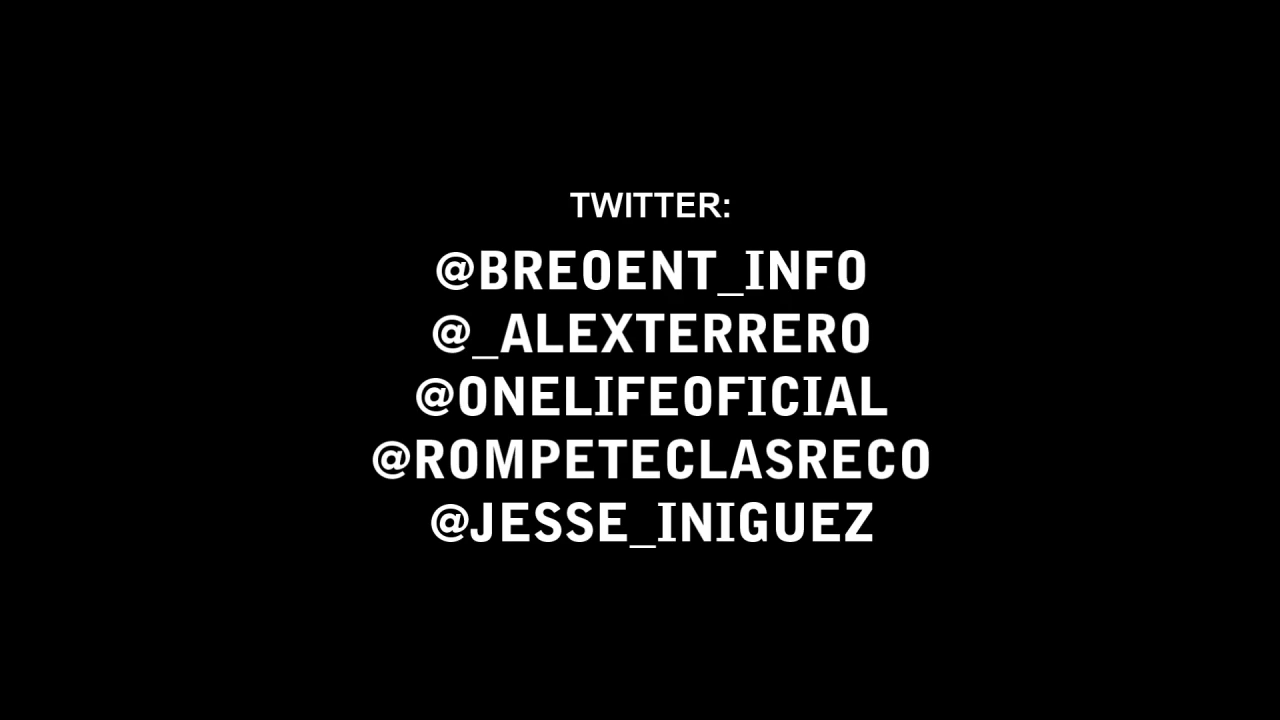 TWITTER:
@BREOENT_INFO
@_ALEXTERRERO
@ONELIFEOFICIAL
@ROMPETECLASRECO
@JESSE_INIGUEZ